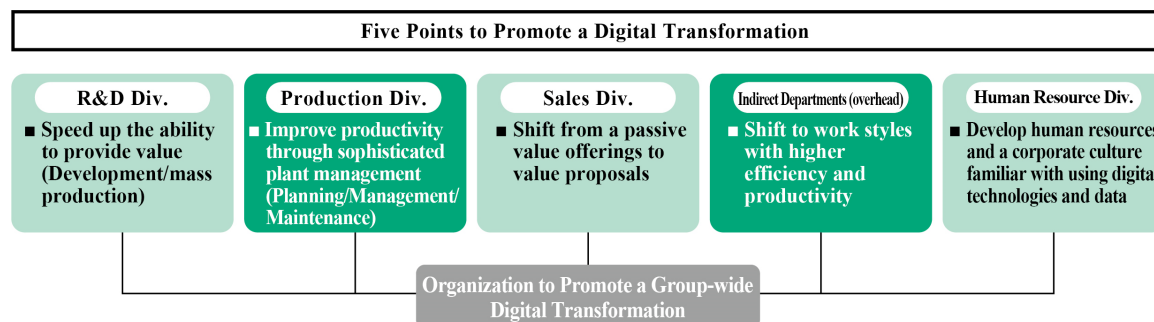 Five Points to Promote a Digital Transformation
R&D Div.
■ Speed up the ability
to provide value
(Development/mass
production)
Production Div.
■ Improve productivity
through sophisticated
plant management
(Planning/Management/
Maintenance)
Sales Div.
■ Shift from a passive
value offerings to
value proposals
Indirect Departments (overhead)
■ Shift to work styles
with higher
efficiency and
productivity
Human Resource Div.
■ Develop human resources
and a corporate culture
familiar with using digital
technologies and data
Organization to Promote a Group-wide
Digital Transformation